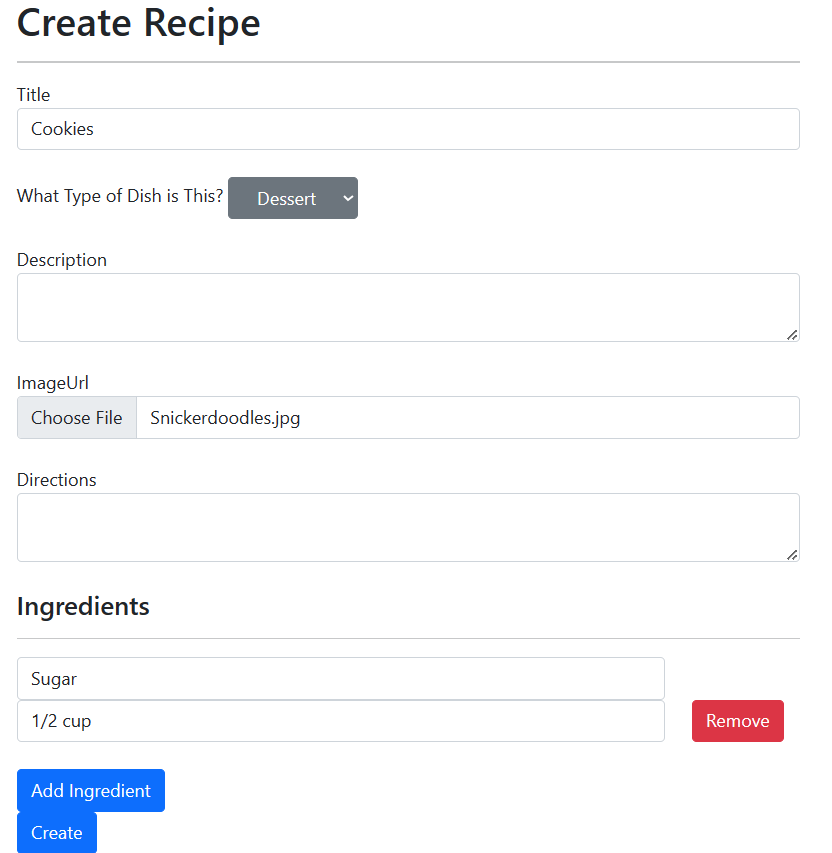 Create Recipe
Title
Cookies
What Type of Dish is This? Dessert
Description
ImageUrl
Choose File Snickerdoodles.jpg
Directions
Ingredients
Sugar
1/2 cup Remove
Add Ingredient
Create